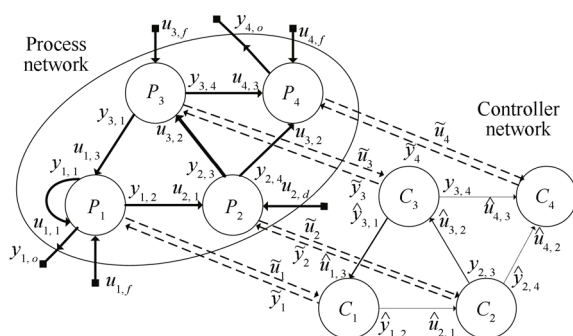 u3,f
y4,o
u4,f
Process
network
P3
y3,4
u4,3
P4
Controller
network
y3,1
u3,2
u3,2
ũ4
ỹ4
u1,3
ũ3
ỹ3
y1,1
y2,3
y2,4
u2,d
C3
y3,4
û4,3
C4
ŷ3,1
û3,2
P1
y1,2
u2,1
P2
u1,1
ũ2
ỹ2
û4,2
y1,o
u1,f
ũ1
ỹ1
û1,3
y2,3
ŷ2,4
C1
ŷ1,2
û2,1
C2